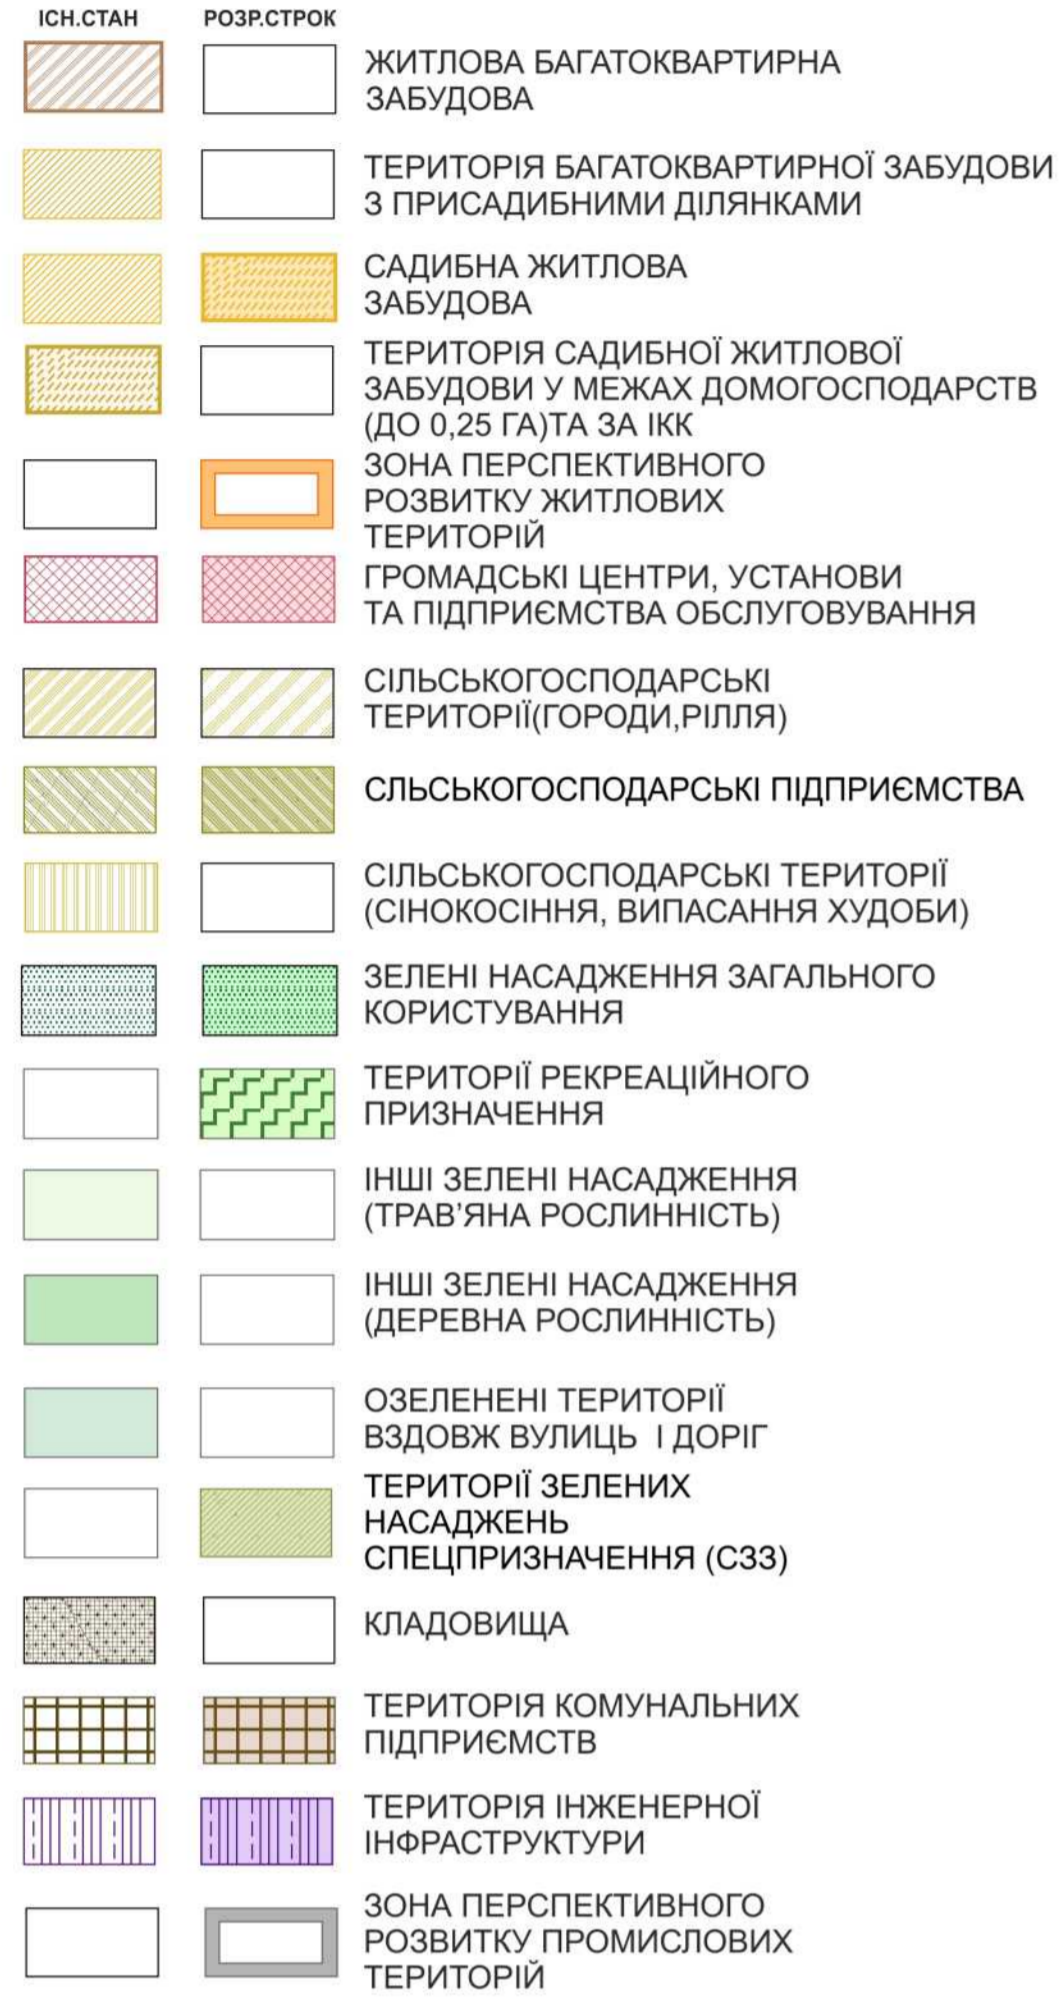 ІСН.СТАН РОЗР.СТРОК
ЖИТЛОВА БАГАТОКВАРТИРНА
ЗАБУДОВА
ТЕРИТОРІЯ БАГАТОКВАРТИРНОЇ ЗАБУДОВИ
З ПРИСАДИБНИМИ ДІЛЯНКАМИ
САДИБНА ЖИТЛОВА
ЗАБУДОВА
ТЕРИТОРІЯ САДИБНОЇ ЖИТЛОВОЇ
ЗАБУДОВИ У МЕЖАХ ДОМОГОСПОДАРСТВ
(ДО 0,25 ГА)ТА ЗА ІКК
ЗОНА ПЕРСПЕКТИВНОГО
РОЗВИТКУ ЖИТЛОВИХ
ТЕРИТОРІЙ
ГРОМАДСЬКІ ЦЕНТРИ, УСТАНОВИ
ТА ПІДПРИЄМСТВА ОБСЛУГОВУВАННЯ
СІЛЬСЬКОГОСПОДАРСЬКІ
ТЕРИТОРІЇ(ГОРОДИ,РІЛЛЯ)
СЛЬСЬКОГОСПОДАРСЬКІ ПІДПРИЄМСТВА
СІЛЬСЬКОГОСПОДАРСЬКІ ТЕРИТОРІЇ
(СІНОКОСІННЯ, ВИПАСАННЯ ХУДОБИ)
ЗЕЛЕНІ НАСАДЖЕННЯ ЗАГАЛЬНОГО
КОРИСТУВАННЯ
ТЕРИТОРІЇ РЕКРЕАЦІЙНОГО
ПРИЗНАЧЕННЯ
ІНШІ ЗЕЛЕНІ НАСАДЖЕННЯ
(ТРАВ’ЯНА РОСЛИННІСТЬ)
ІНШІ ЗЕЛЕНІ НАСАДЖЕННЯ
(ДЕРЕВНА РОСЛИННІСТЬ)
ОЗЕЛЕНЕНІ ТЕРИТОРІЇ
ВЗДОВЖ ВУЛИЦЬ І ДОРІГ
ТЕРИТОРІЇ ЗЕЛЕНИХ
НАСАДЖЕНЬ
СПЕЦПРИЗНАЧЕННЯ (СЗЗ)
КЛАДОВИЩА
ТЕРИТОРІЯ КОМУНАЛЬНИХ
ПІДПРИЄМСТВ
ТЕРИТОРІЯ ІНЖЕНЕРНОЇ
ІНФРАСТРУКТУРИ
ЗОНА ПЕРСПЕКТИВНОГО
РОЗВИТКУ ПРОМИСЛОВИХ
ТЕРИТОРІЙ